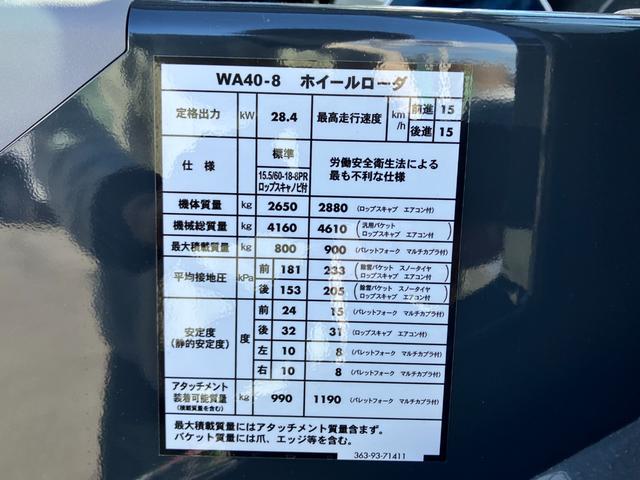 WA40-8 ホイールローダ
定格出力 kW 28.4 最高走行速度 km/h 前進 15
後進 15
仕様 標準 15.5/60-18-8PR ロップスキャノピ付 労働安全衛生法による最も不利な仕様
機体質量 kg 2650 2880 (ロップスキャブ エアコン付)
機械総質量 kg 4160 4610 (汎用バケット ロップスキャブ エアコン付)
最大積載質量 kg 800 900 (パレットフォーク マルチカプラ付)
平均接地圧 kPa 前 181 233 (除雪バケット スノータイヤ ロップスキャブ エアコン付)
後 153 205 (除雪バケット スノータイヤ ロップスキャブ エアコン付)
安定度 (静的安定度) 度 前 24 15 (パレットフォーク マルチカプラ付)
後 32 31 (ロップスキャブ エアコン付)
左 10 8 (パレットフォーク マルチカプラ付)
右 10 8 (パレットフォーク マルチカプラ付)
アタッチメント装着可能質量 (積載質量を含む) kg 990 1190 (パレットフォーク マルチカプラ付)
最大積載質量にはアタッチメント質量含まず。
バケット質量には爪、エッジ等を含む。
363-93-71411